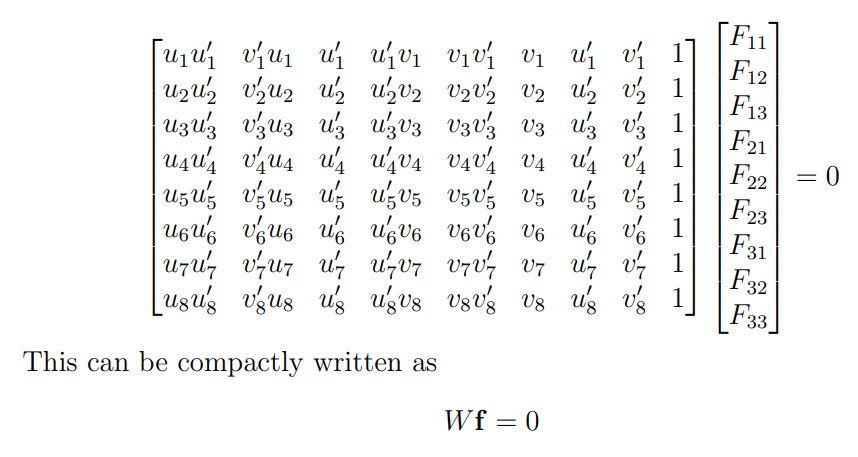 \begin{bmatrix} u_1u_1' & v_1'u_1 & u_1' & u_1'v_1 & v_1v_1' & v_1 & u_1' & v_1' & 1 \\ u_2u_2' & v_2'u_2 & u_2' & u_2'v_2 & v_2v_2' & v_2 & u_2' & v_2' & 1 \\ u_3u_3' & v_3'u_3 & u_3' & u_3'v_3 & v_3v_3' & v_3 & u_3' & v_3' & 1 \\ u_4u_4' & v_4'u_4 & u_4' & u_4'v_4 & v_4v_4' & v_4 & u_4' & v_4' & 1 \\ u_5u_5' & v_5'u_5 & u_5' & u_5'v_5 & v_5v_5' & v_5 & u_5' & v_5' & 1 \\ u_6u_6' & v_6'u_6 & u_6' & u_6'v_6 & v_6v_6' & v_6 & u_6' & v_6' & 1 \\ u_7u_7' & v_7'u_7 & u_7' & u_7'v_7 & v_7v_7' & v_7 & u_7' & v_7' & 1 \\ u_8u_8' & v_8'u_8 & u_8' & u_8'v_8 & v_8v_8' & v_8 & u_8' & v_8' & 1 \end{bmatrix} \begin{bmatrix} F_{11} \\ F_{12} \\ F_{13} \\ F_{21} \\ F_{22} \\ F_{23} \\ F_{31} \\ F_{32} \\ F_{33} \end{bmatrix} = 0
This can be compactly written as
W\mathbf{f} = 0